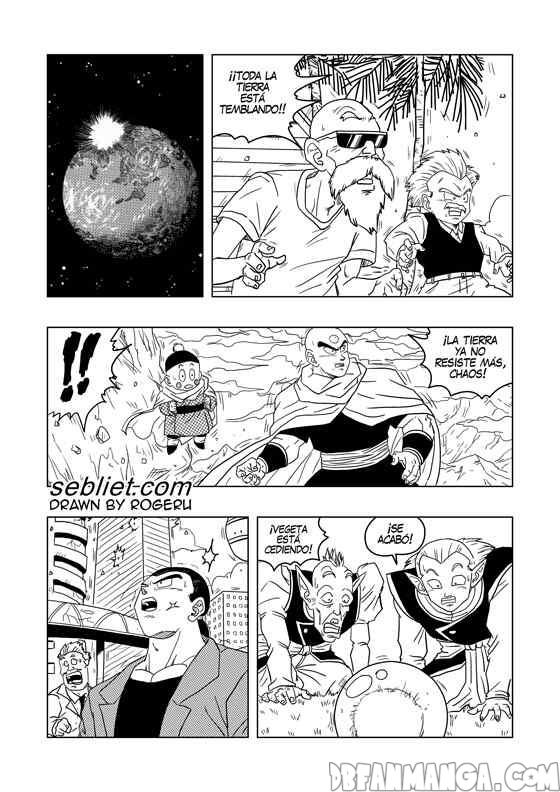 ¡¡TODA LA
TIERRA
ESTÁ
TEMBLANDO!!
!!
¡LA TIERRA
YA NO
RESISTE MÁS,
CHAOS!
sebliet.com
DRAWN BY ROGERU
¡VEGETA
ESTÁ
CEDIENDO!
¡SE
ACABÓ!
DBFANMANGA.COM